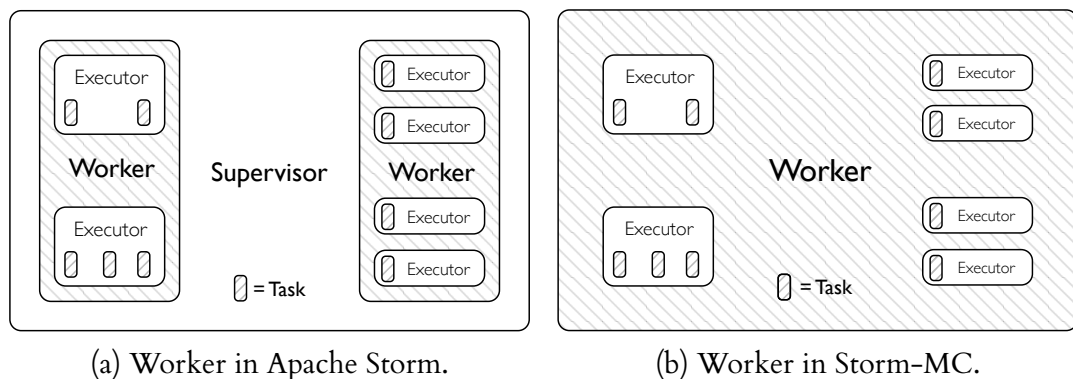 Executor
Worker
Executor
Supervisor
= Task
Executor
Executor
Worker
Executor
Executor
(a) Worker in Apache Storm.
Executor
Executor
Worker
= Task
Executor
Executor
Executor
Executor
(b) Worker in Storm-MC.